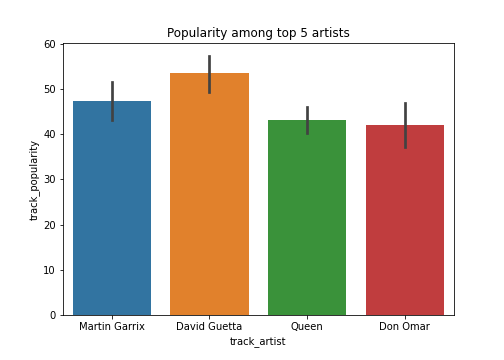 Popularity among top 5 artists
60
50
40
30
20
10
0
track_popularity
Martin Garrix David Guetta Queen Don Omar
track_artist